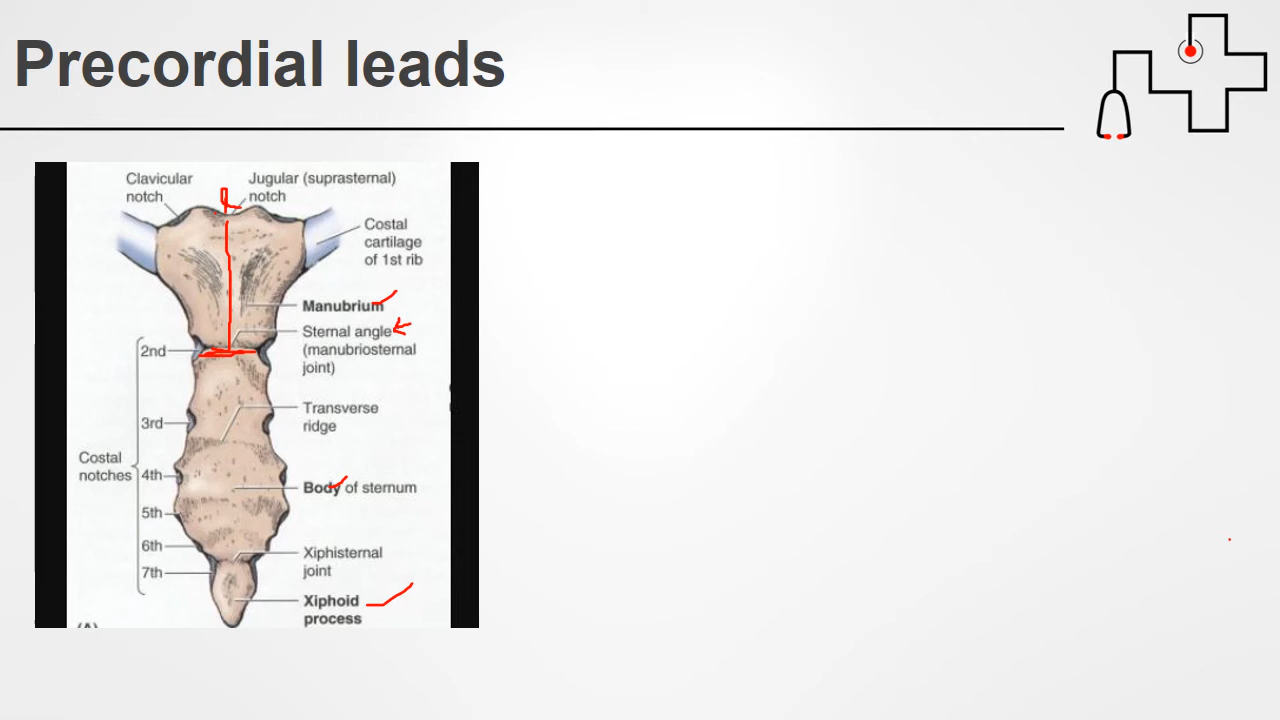 Precordial leads
Clavicular
notch
Jugular (suprasternal)
notch
Costal
cartilage
of 1st rib
Manubrium
Sternal angle
(manubriosternal
joint)
2nd
Transverse
ridge
3rd
Costal
notches
4th
Body of sternum
5th
6th
Xiphisternal
joint
7th
Xiphoid
process
(A)